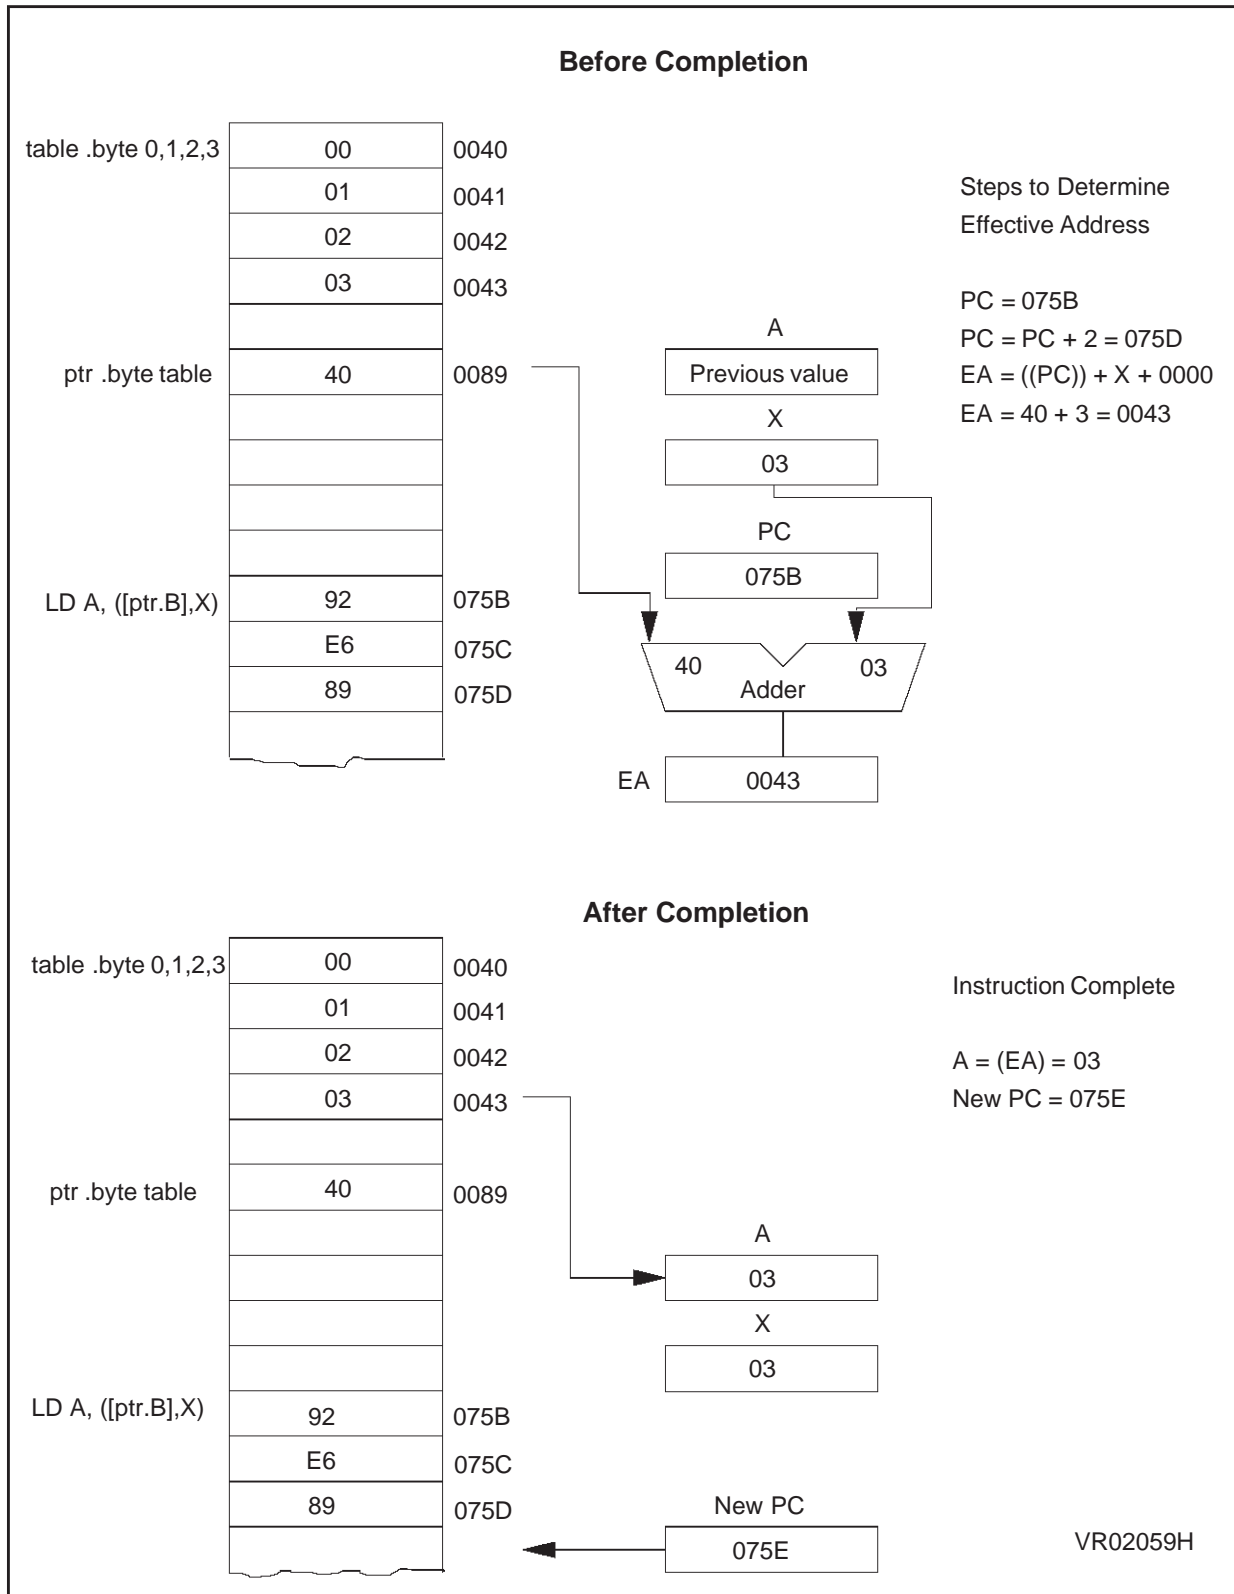 Before Completion
table .byte 0,1,2,3 00 0040
01 0041
02 0042
03 0043
ptr .byte table 40 0089
LD A, ([ptr.B],X) 92 075B
E6 075C
89 075D
A
Previous value
X
03
PC
075B
40 03
Adder
EA 0043
Steps to Determine
Effective Address
PC = 075B
PC = PC + 2 = 075D
EA = ((PC)) + X + 0000
EA = 40 + 3 = 0043
After Completion
table .byte 0,1,2,3 00 0040
01 0041
02 0042
03 0043
ptr .byte table 40 0089
LD A, ([ptr.B],X) 92 075B
E6 075C
89 075D
A
03
X
03
New PC
075E
Instruction Complete
A = (EA) = 03
New PC = 075E
VR02059H